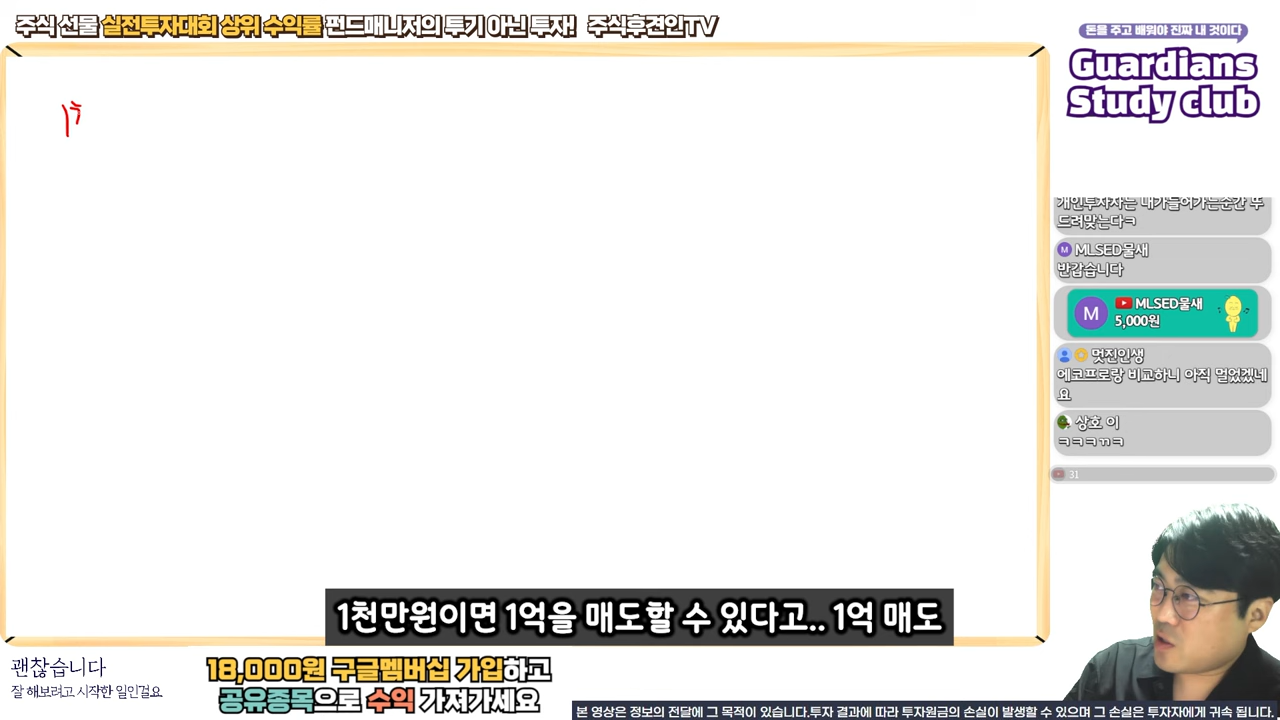 주식 선물 실전투자대회 상위 수익률 펀드매니저의 투기 아닌 투자! 주식후견인TV
돈을 주고 배워야 진짜 내 것이다
Guardians
Study club
개인투자자는 내가들어가는순간 뚜
드려맞는다ㅋ
M MLSED물새
반갑습니다
M MLSED물새
5,000원
멋진인생
에코프로랑 비교하니 아직 멀었겠네
요
상호 이
ㅋㅋㅋㄲㅋ
31
1천만원이면 1억을 매도할 수 있다고.. 1억 매도
괜찮습니다
잘 해보려고 시작한 일인걸요
18,000원 구글멤버십 가입하고
공유종목으로 수익 가져가세요
본 영상은 정보의 전달에 그 목적이 있습니다.투자 결과에 따라 투자원금의 손실이 발생할 수 있으며 그 손실은 투자자에게 귀속 됩니다.